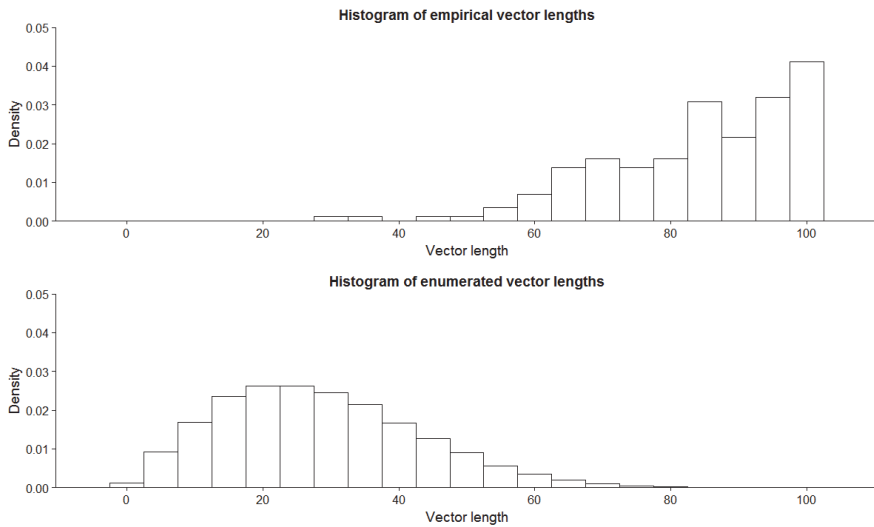 Histogram of empirical vector lengths
0.05
0.04
0.03
0.02
0.01
0.00
Density
0 20 40 60 80 100
Vector length
Histogram of enumerated vector lengths
0.05
0.04
0.03
0.02
0.01
0.00
Density
0 20 40 60 80 100
Vector length